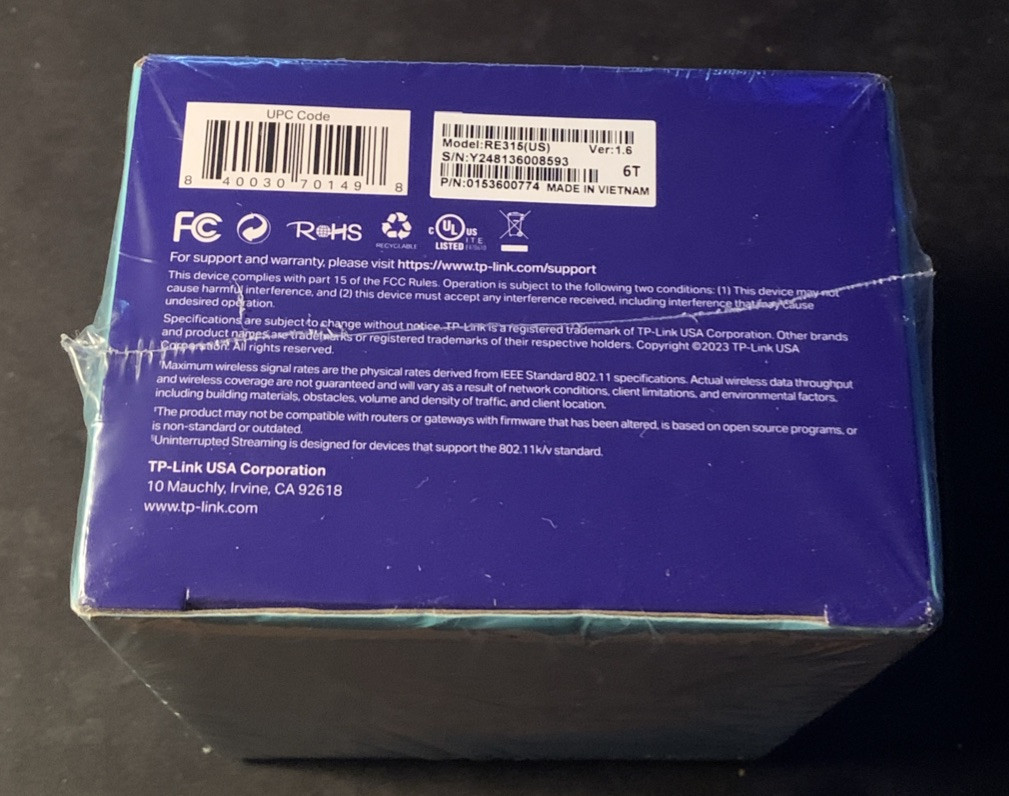 UPC Code
8 40030 70149 8
Model:RE315(US) Ver:1.6
S/N:Y248136008593
6T
P/N:0153600774 MADE IN VIETNAM
FC
RoHS
RECYCLABLE
C UL US
LISTED ITE
For support and warranty, please visit https://www.tp-link.com/support
This device complies with part 15 of the FCC Rules. Operation is subject to the following two conditions: (1) This device may not
cause harmful interference, and (2) this device must accept any interference received, including interference that may cause
undesired operation.
Specifications are subject to change without notice. TP-Link is a registered trademark of TP-Link USA Corporation. Other brands
and product names are trademarks or registered trademarks of their respective holders. Copyright ©2023 TP-Link USA
Corporation. All rights reserved.
Maximum wireless signal rates are the physical rates derived from IEEE Standard 802.11 specifications. Actual wireless data throughput
and wireless coverage are not guaranteed and will vary as a result of network conditions, client limitations, and environmental factors,
including building materials, obstacles, volume and density of traffic, and client location.
†The product may not be compatible with routers or gateways with firmware that has been altered, is based on open source programs, or
is non-standard or outdated.
§Uninterrupted Streaming is designed for devices that support the 802.11k/v standard.
TP-Link USA Corporation
10 Mauchly, Irvine, CA 92618
www.tp-link.com